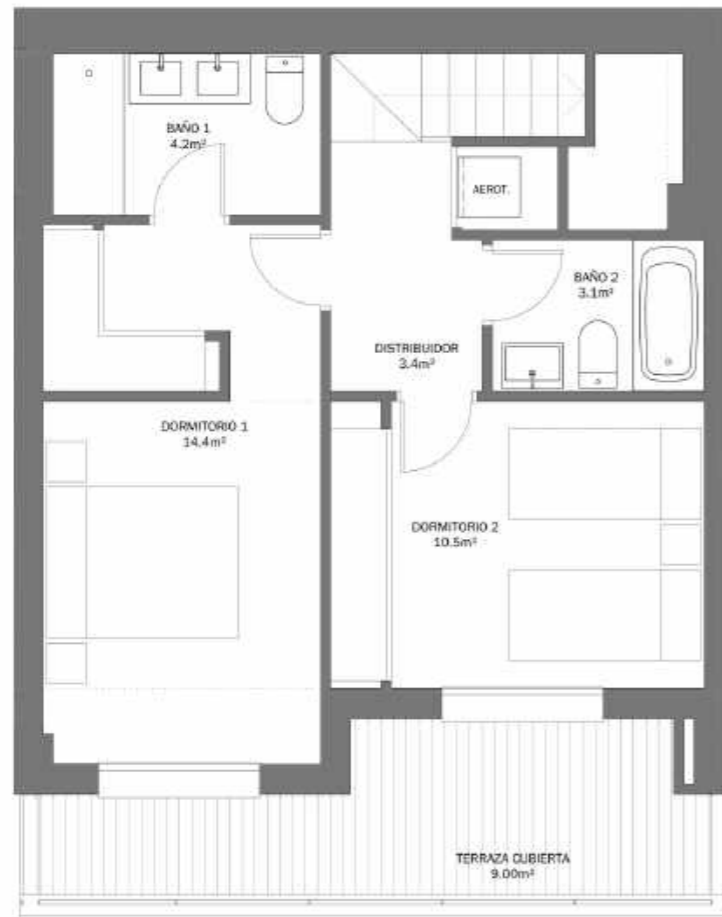 BAÑO 1
4.2m²
AEROT.
BAÑO 2
3.1m²
DISTRIBUIDOR
3.4m²
DORMITORIO 1
14.4m²
DORMITORIO 2
10.5m²
TERRAZA CUBIERTA
9.00m²